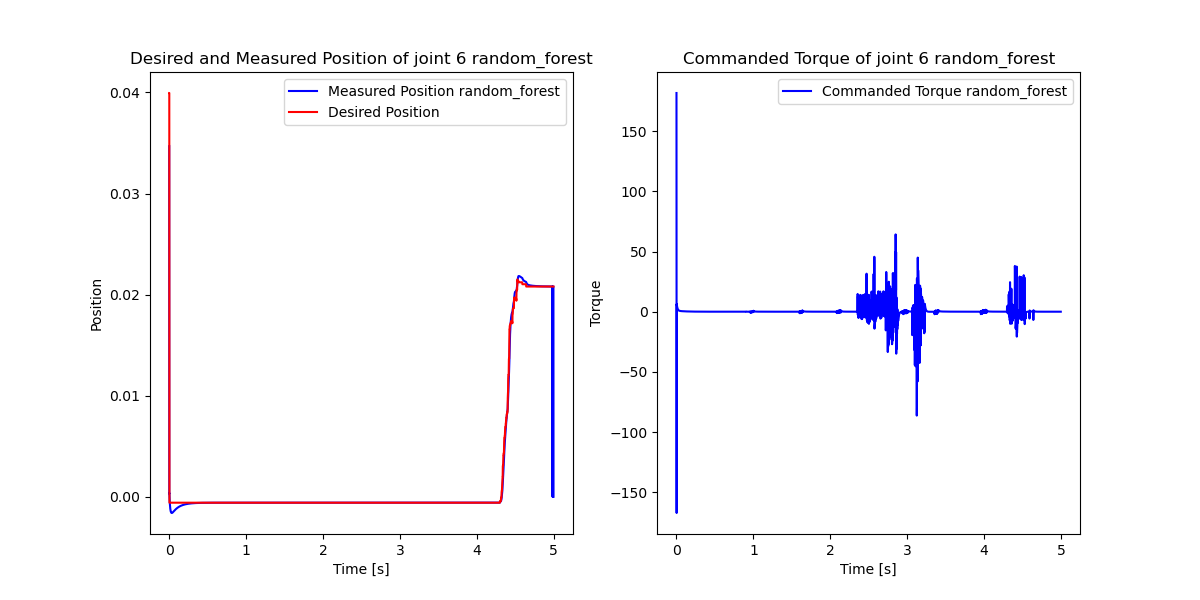 Desired and Measured Position of joint 6 random_forest
Measured Position random_forest
Desired Position
0.04
0.03
0.02
0.01
0.00
Position
0
1
2
3
4
5
Time [s]
Commanded Torque of joint 6 random_forest
Commanded Torque random_forest
150
100
50
0
−50
−100
−150
Torque
0
1
2
3
4
5
Time [s]